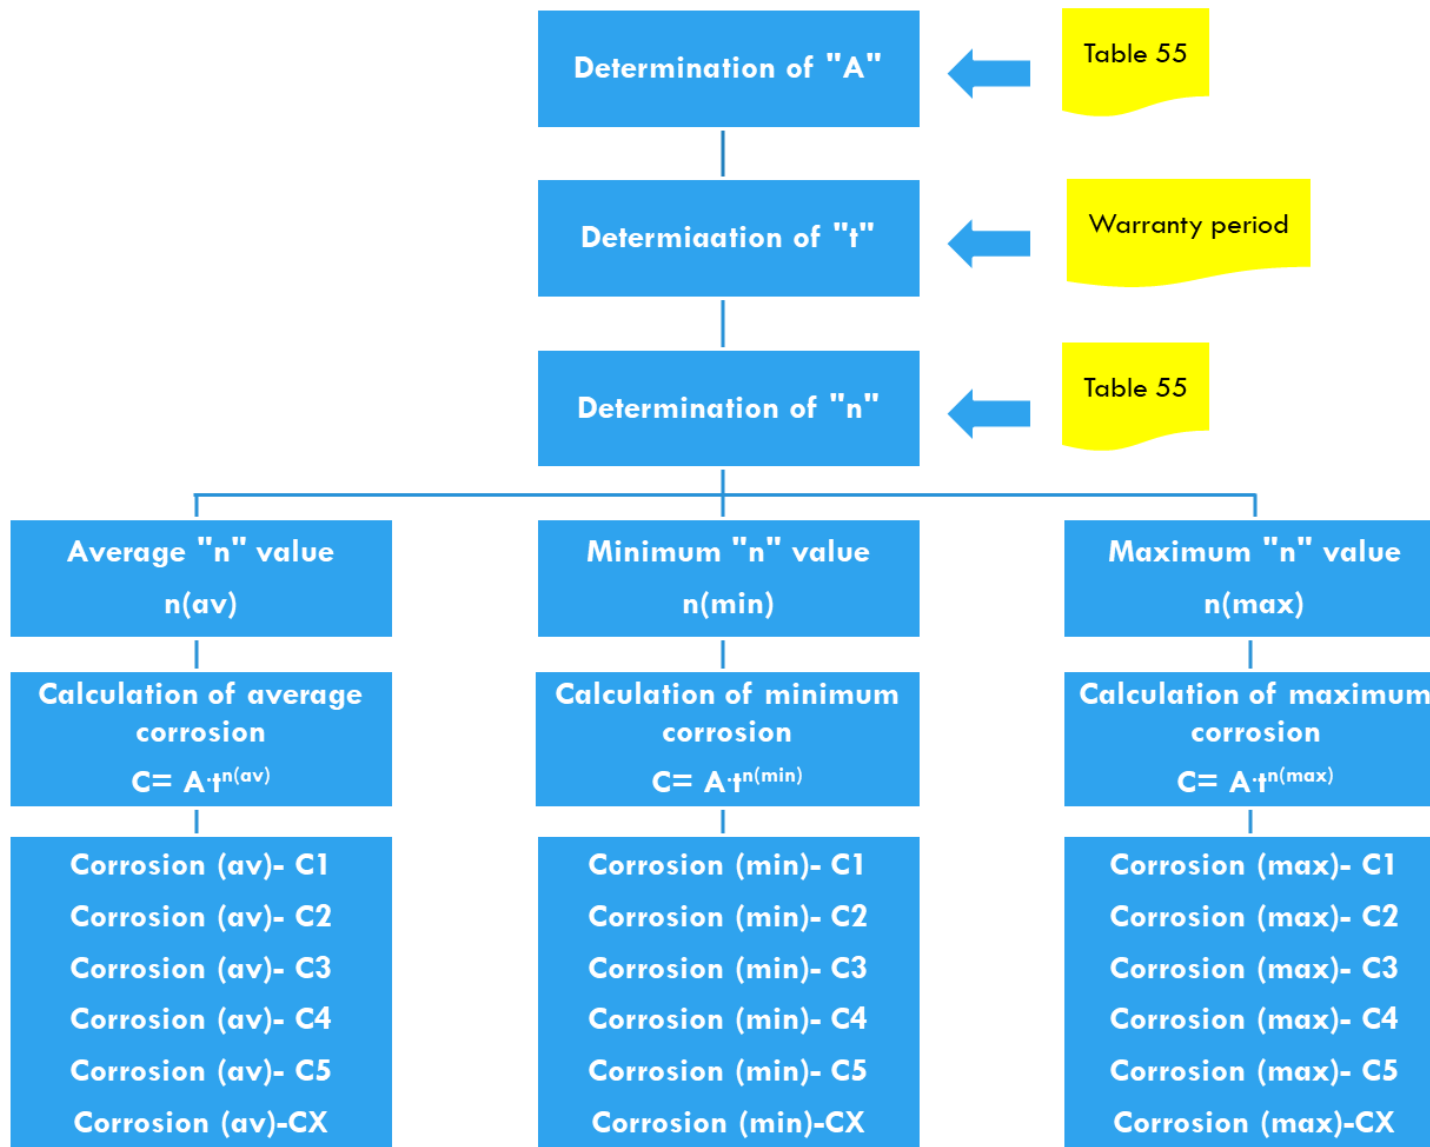 Determination of "A"
Table 55
Determiaation of "t"
Warranty period
Determination of "n"
Table 55
Average "n" value
n(av)
Minimum "n" value
n(min)
Maximum "n" value
n(max)
Calculation of average
corrosion
C= A·t^n(av)
Calculation of minimum
corrosion
C= A·t^n(min)
Calculation of maximum
corrosion
C= A·t^n(max)
Corrosion (av)- C1
Corrosion (av)- C2
Corrosion (av)- C3
Corrosion (av)- C4
Corrosion (av)- C5
Corrosion (av)-CX
Corrosion (min)- C1
Corrosion (min)- C2
Corrosion (min)- C3
Corrosion (min)- C4
Corrosion (min)- C5
Corrosion (min)-CX
Corrosion (max)- C1
Corrosion (max)- C2
Corrosion (max)- C3
Corrosion (max)- C4
Corrosion (max)- C5
Corrosion (max)-CX